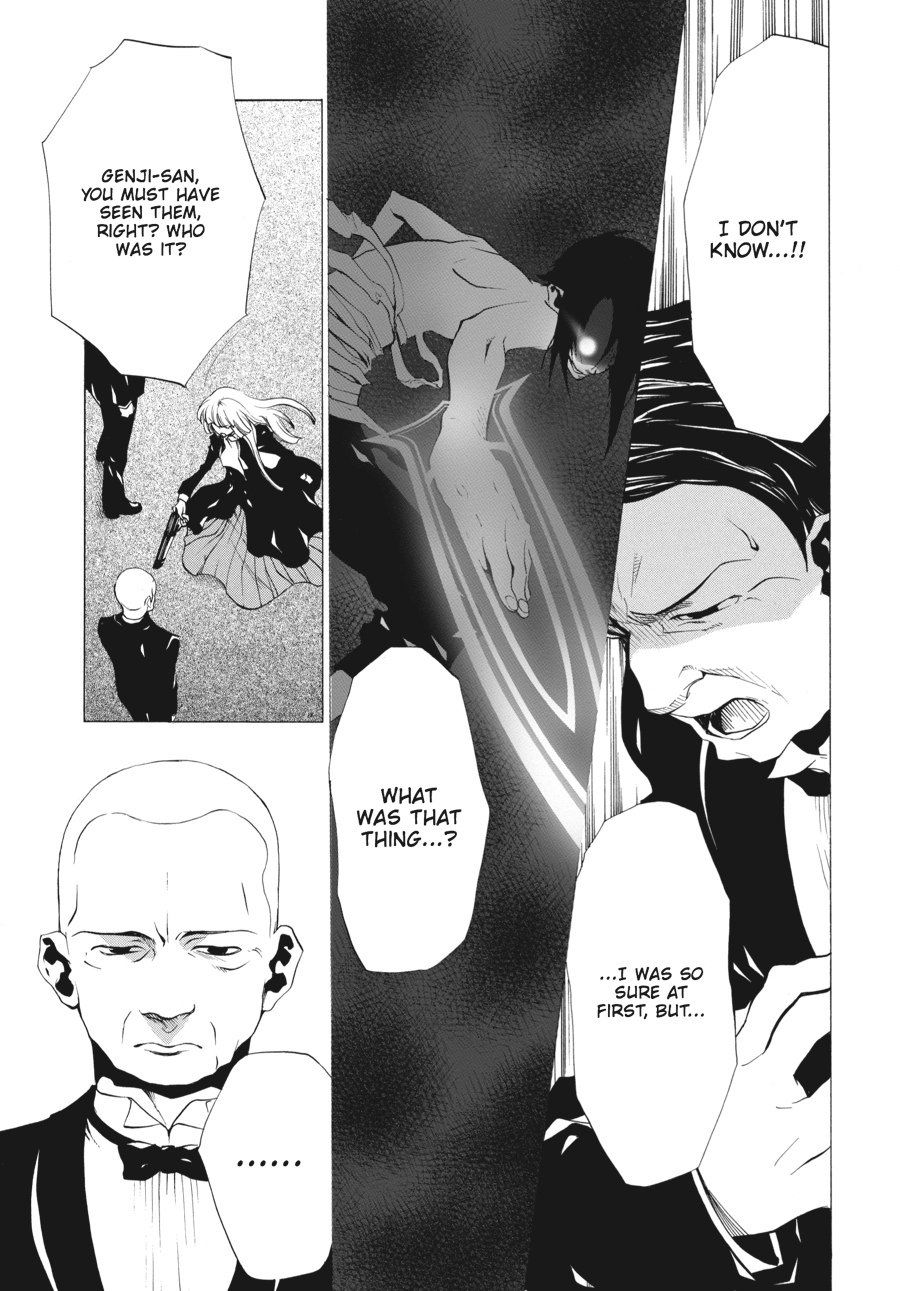 I DON'T
KNOW...!!
...I WAS SO
SURE AT
FIRST, BUT...
WHAT
WAS THAT
THING...?
GENJI-SAN,
YOU MUST HAVE
SEEN THEM,
RIGHT? WHO
WAS IT?
......